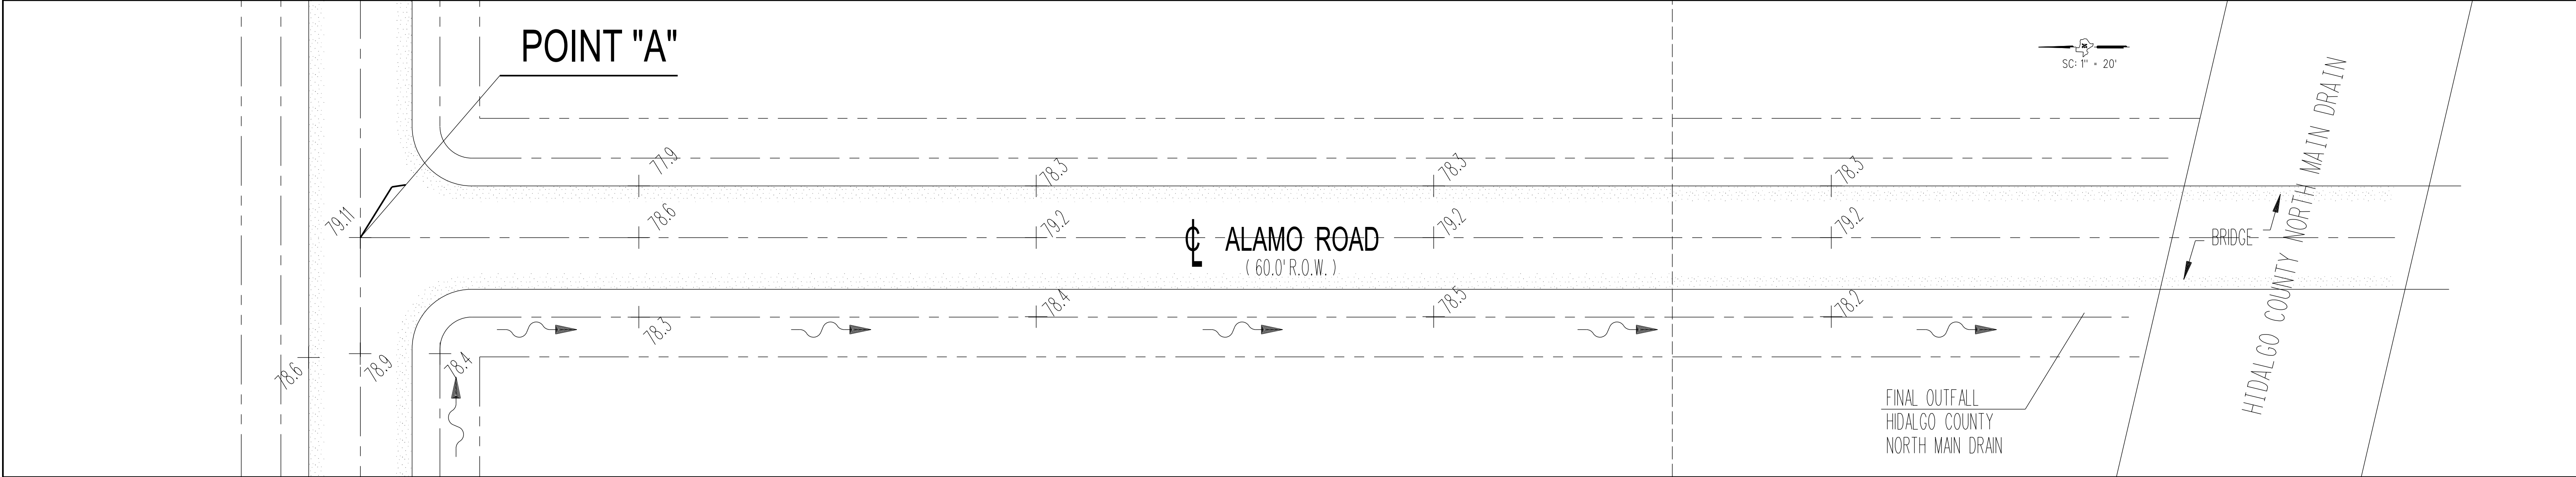 POINT "A"
SC: 1" = 20'
HIDALGO COUNTY NORTH MAIN DRAIN
77.9
78.3
78.3
78.3
79.11
78.6
79.2
79.2
79.2
℄ ALAMO ROAD
( 60.0' R.O.W. )
BRIDGE
78.3
78.4
78.5
78.2
78.6
78.9
78.4
FINAL OUTFALL
HIDALGO COUNTY
NORTH MAIN DRAIN